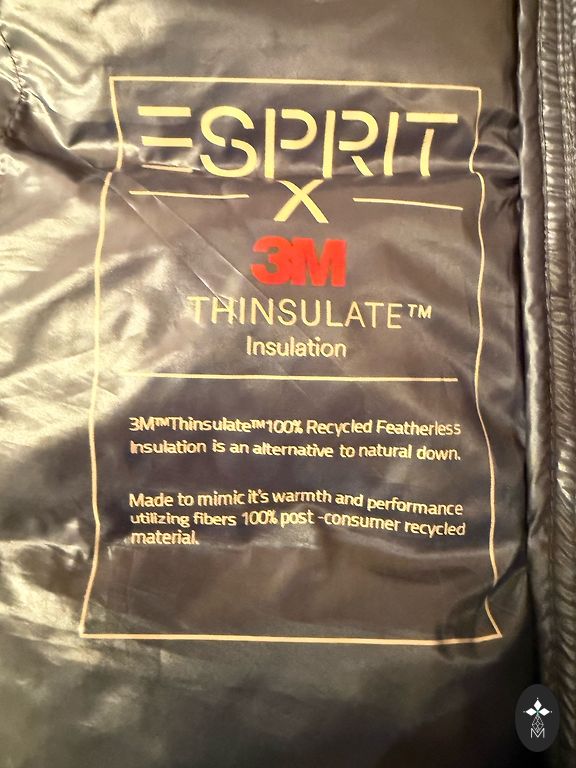 ESPRIT
X
3M
THINSULATE™
Insulation
3M™Thinsulate™100% Recycled Featherless
Insulation is an alternative to natural down.
Made to mimic it's warmth and performance
utilizing fibers 100% post -consumer recycled
material.
M